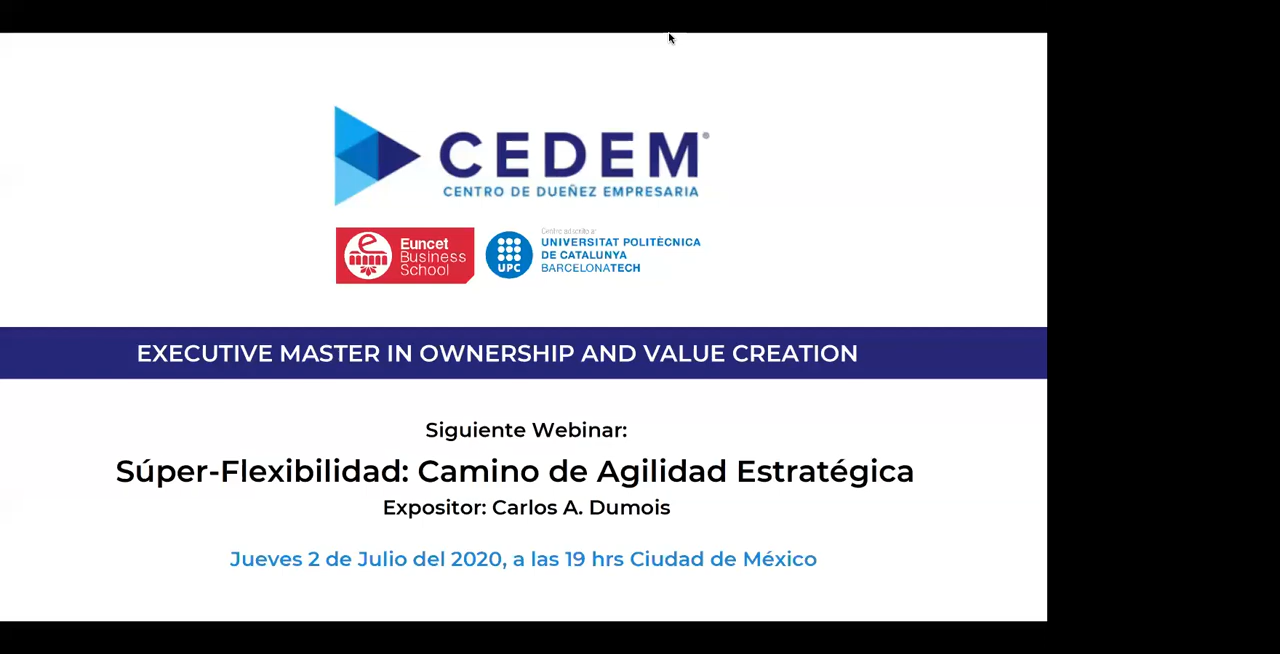 CEDEM
CENTRO DE DUEÑEZ EMPRESARIA
Euncet
Business
School
UPC
Centre adscrit a:
UNIVERSITAT POLITÈCNICA
DE CATALUNYA
BARCELONATECH
EXECUTIVE MASTER IN OWNERSHIP AND VALUE CREATION
Siguiente Webinar:
Súper-Flexibilidad: Camino de Agilidad Estratégica
Expositor: Carlos A. Dumois
Jueves 2 de Julio del 2020, a las 19 hrs Ciudad de México